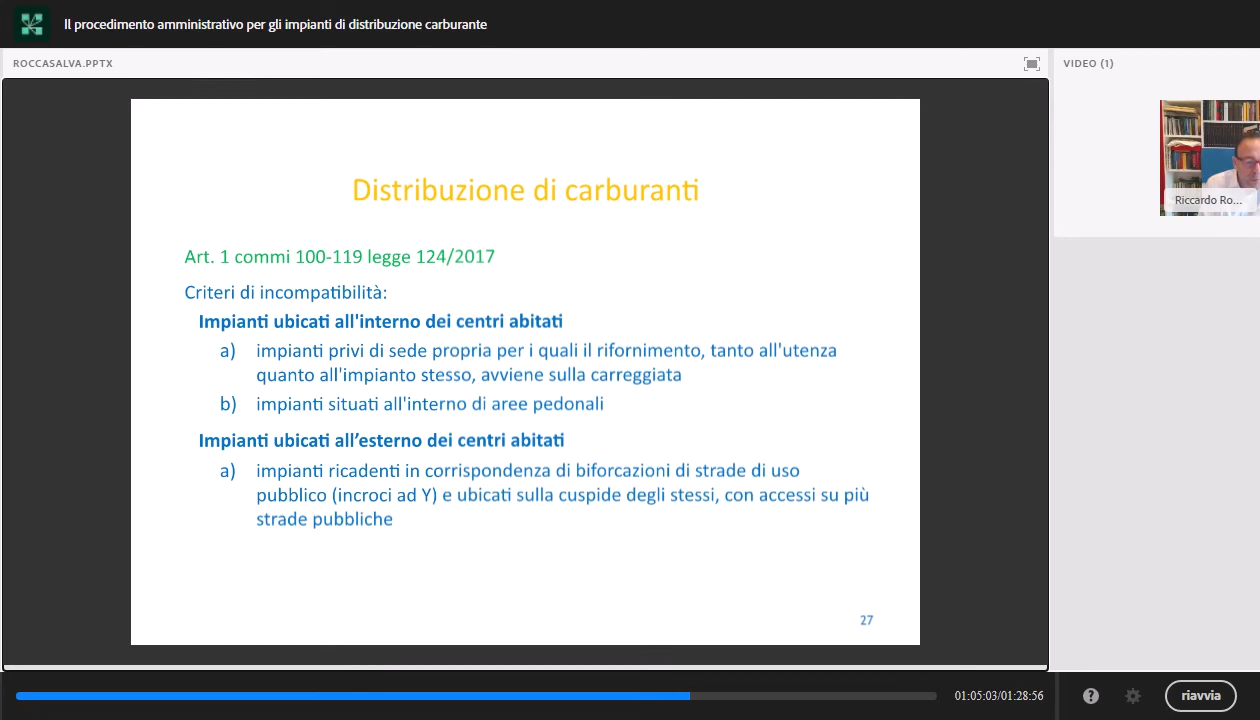 Il procedimento amministrativo per gli impianti di distribuzione carburante
ROCCASALVA.PPTX
VIDEO (1)
Riccardo Ro...
Distribuzione di carburanti
Art. 1 commi 100-119 legge 124/2017
Criteri di incompatibilità:
Impianti ubicati all'interno dei centri abitati
a) impianti privi di sede propria per i quali il rifornimento, tanto all'utenza
quanto all'impianto stesso, avviene sulla carreggiata
b) impianti situati all'interno di aree pedonali
Impianti ubicati all’esterno dei centri abitati
a) impianti ricadenti in corrispondenza di biforcazioni di strade di uso
pubblico (incroci ad Y) e ubicati sulla cuspide degli stessi, con accessi su più
strade pubbliche
27
01:05:03/01:28:56
?
riavvia